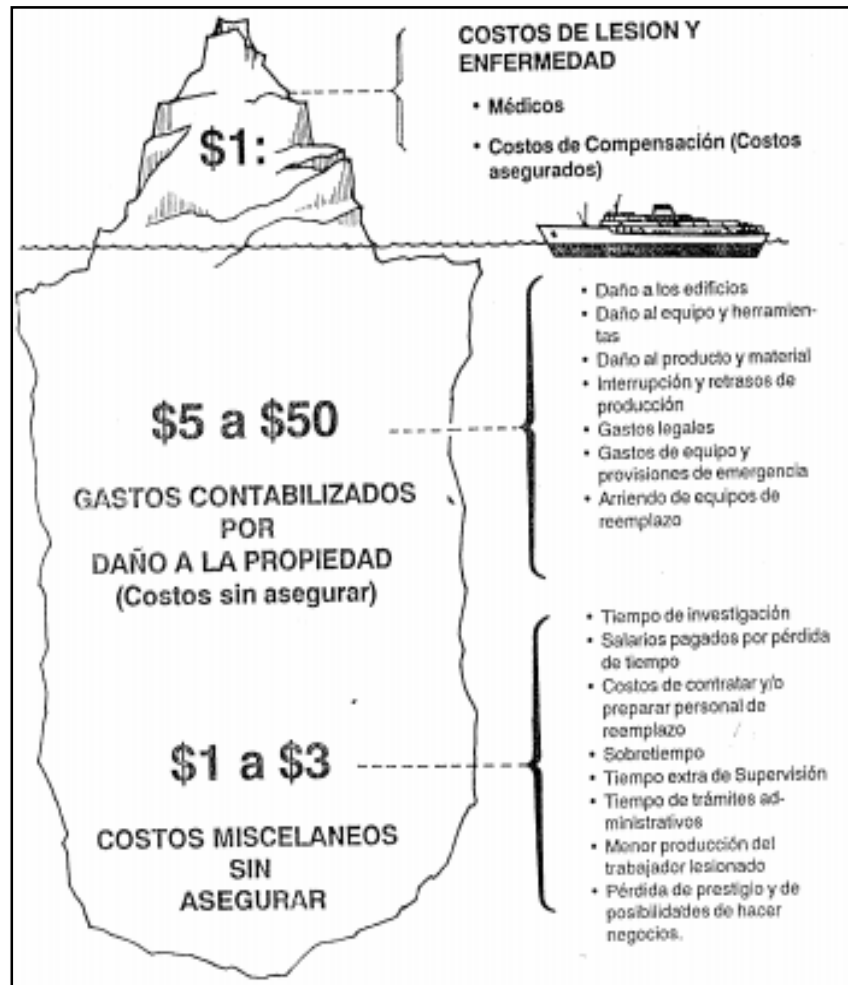 COSTOS DE LESION Y
ENFERMEDAD
• Médicos
• Costos de Compensación (Costos
asegurados)
$1:
• Daño a los edificios
• Daño al equipo y herramien-
tas
• Daño al producto y material
• Interrupción y retrasos de
producción
• Gastos legales
• Gastos de equipo y
provisiones de emergencia
• Arriendo de equipos de
reemplazo
$5 a $50
GASTOS CONTABILIZADOS
POR
DAÑO A LA PROPIEDAD
(Costos sin asegurar)
• Tiempo de investigación
• Salarios pagados por pérdida
de tiempo
• Costos de contratar y/o
preparar personal de
reemplazo
• Sobretiempo
• Tiempo extra de Supervisión
• Tiempo de trámites ad-
ministrativos
• Menor producción del
trabajador lesionado
• Pérdida de prestigio y de
posibilidades de hacer
negocios.
$1 a $3
COSTOS MISCELANEOS
SIN
ASEGURAR